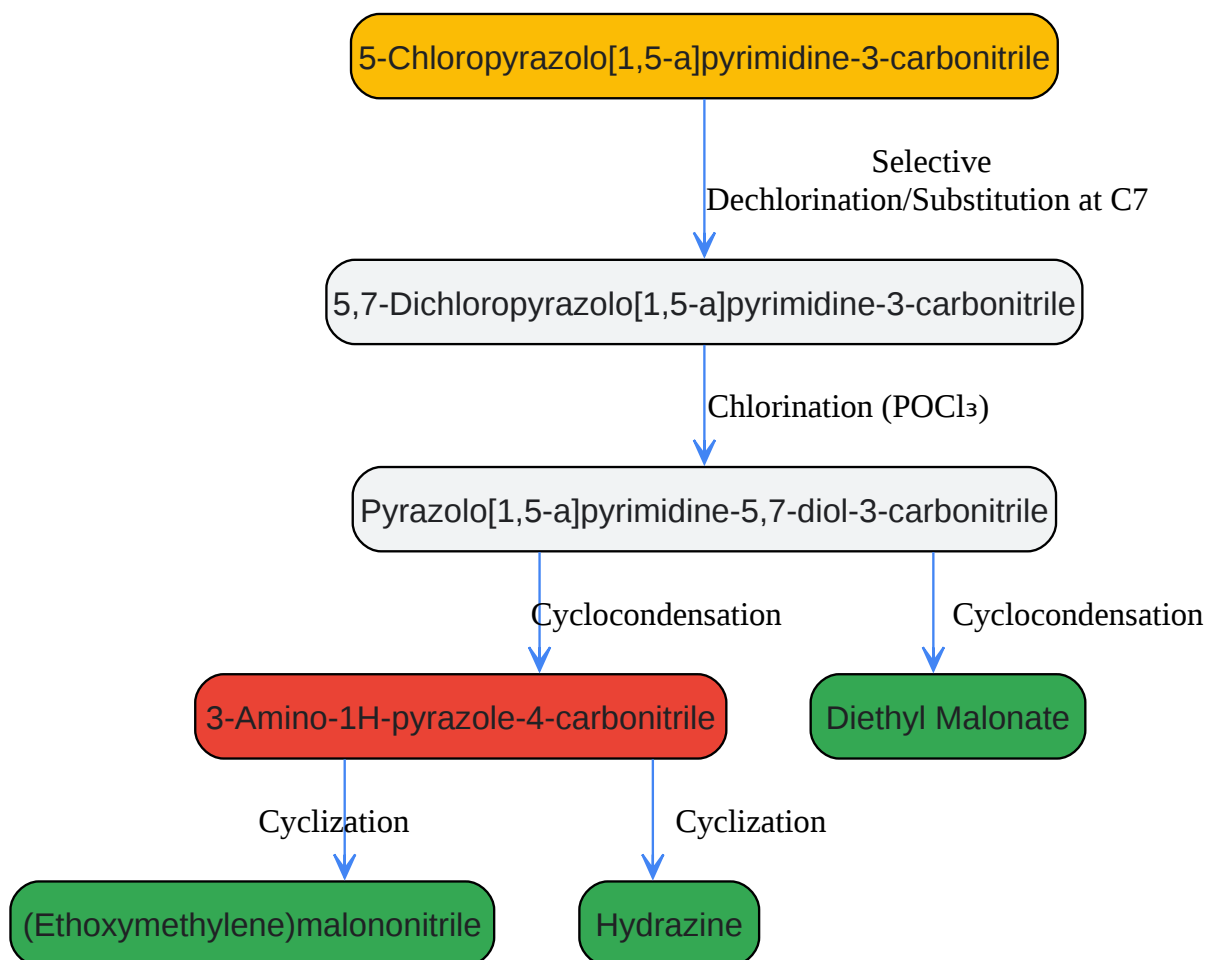 5-Chloropyrazolo[1,5-a]pyrimidine-3-carbonitrile
Selective
Dechlorination/Substitution at C7
5,7-Dichloropyrazolo[1,5-a]pyrimidine-3-carbonitrile
Chlorination (POCl₃)
Pyrazolo[1,5-a]pyrimidine-5,7-diol-3-carbonitrile
Cyclocondensation
Cyclocondensation
3-Amino-1H-pyrazole-4-carbonitrile
Diethyl Malonate
Cyclization
Cyclization
(Ethoxymethylene)malononitrile
Hydrazine